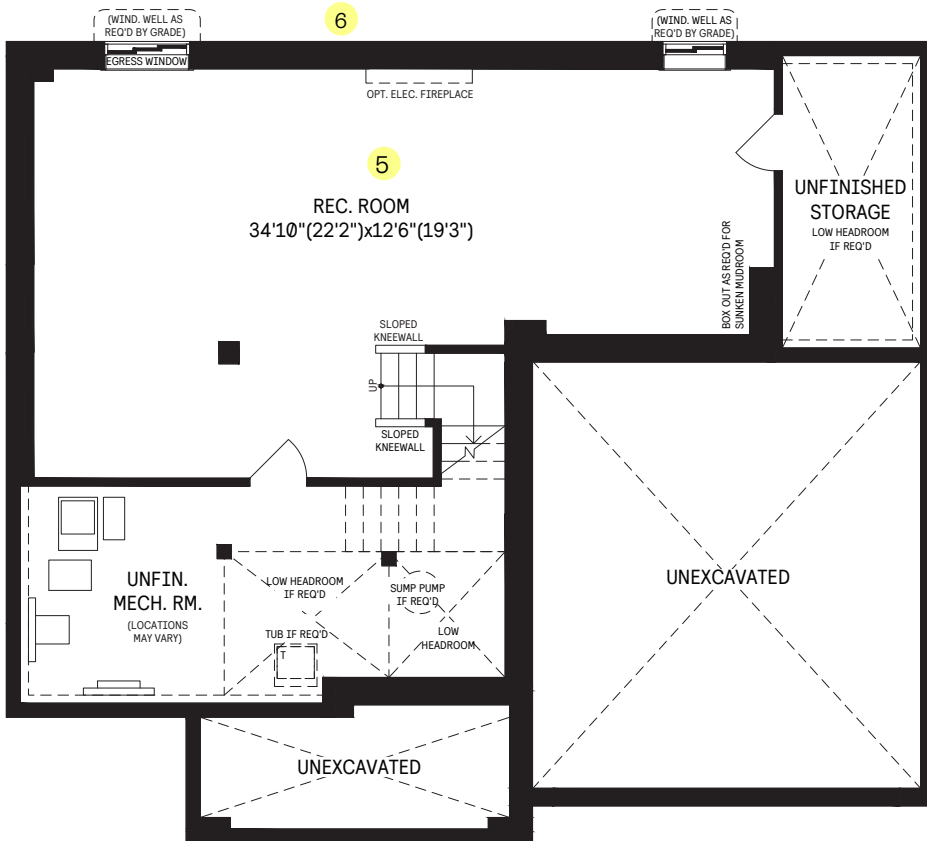 (WIND. WELL AS
REQ'D BY GRADE)
6
(WIND. WELL AS
REQ'D BY GRADE)
EGRESS WINDOW
OPT. ELEC. FIREPLACE
5
REC. ROOM
34'10"(22'2")x12'6"(19'3")
UNFINISHED
STORAGE
LOW HEADROOM
IF REQ'D
BOX OUT AS REQ'D FOR
SUNKEN MUDROOM
SLOPED
KNEEWALL
UP
SLOPED
KNEEWALL
UNFIN.
MECH. RM.
(LOCATIONS
MAY VARY)
LOW HEADROOM
IF REQ'D
SUMP PUMP
IF REQ'D
LOW
HEADROOM
TUB IF REQ'D
T
UNEXCAVATED
UNEXCAVATED